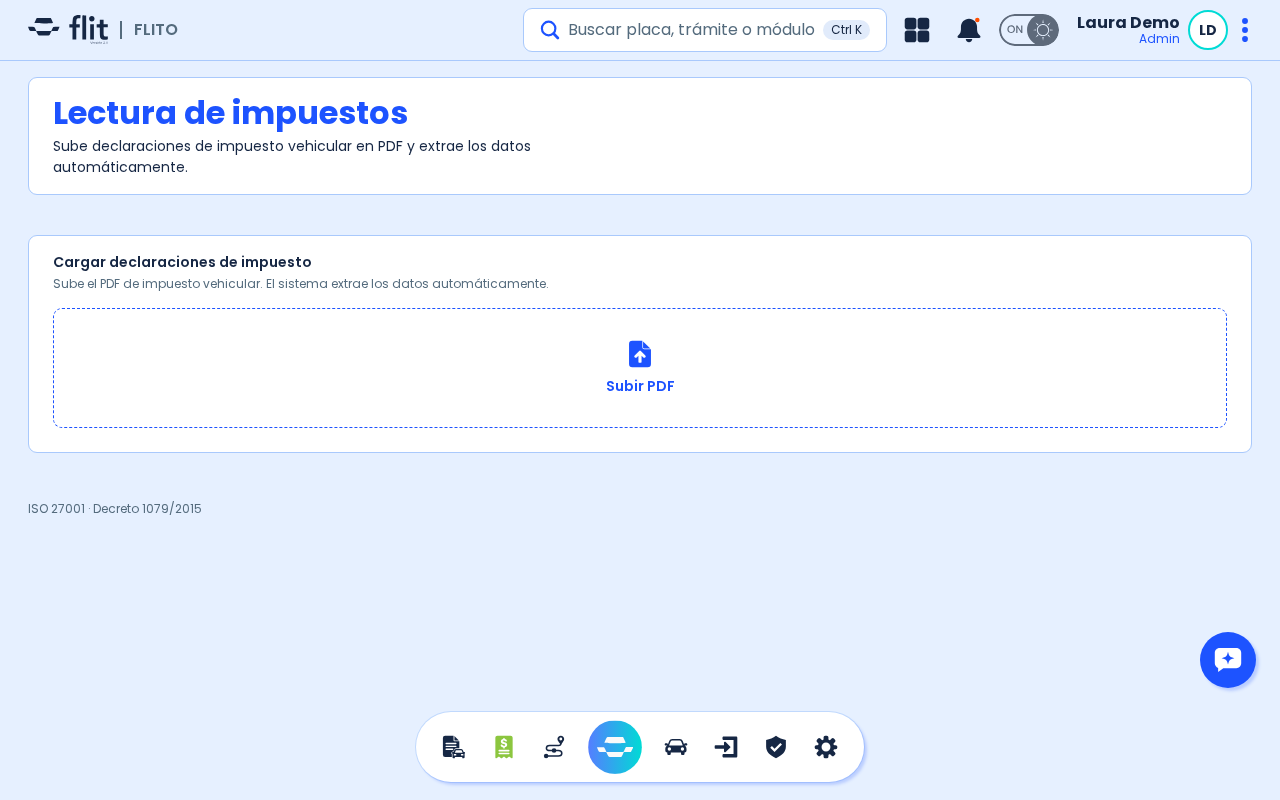 flit
FLITO
Buscar placa, trámite o módulo
Ctrl K
ON
Laura Demo
Admin
LD
Lectura de impuestos
Sube declaraciones de impuesto vehicular en PDF y extrae los datos
automáticamente.
Cargar declaraciones de impuesto
Sube el PDF de impuesto vehicular. El sistema extrae los datos automáticamente.
Subir PDF
ISO 27001 · Decreto 1079/2015